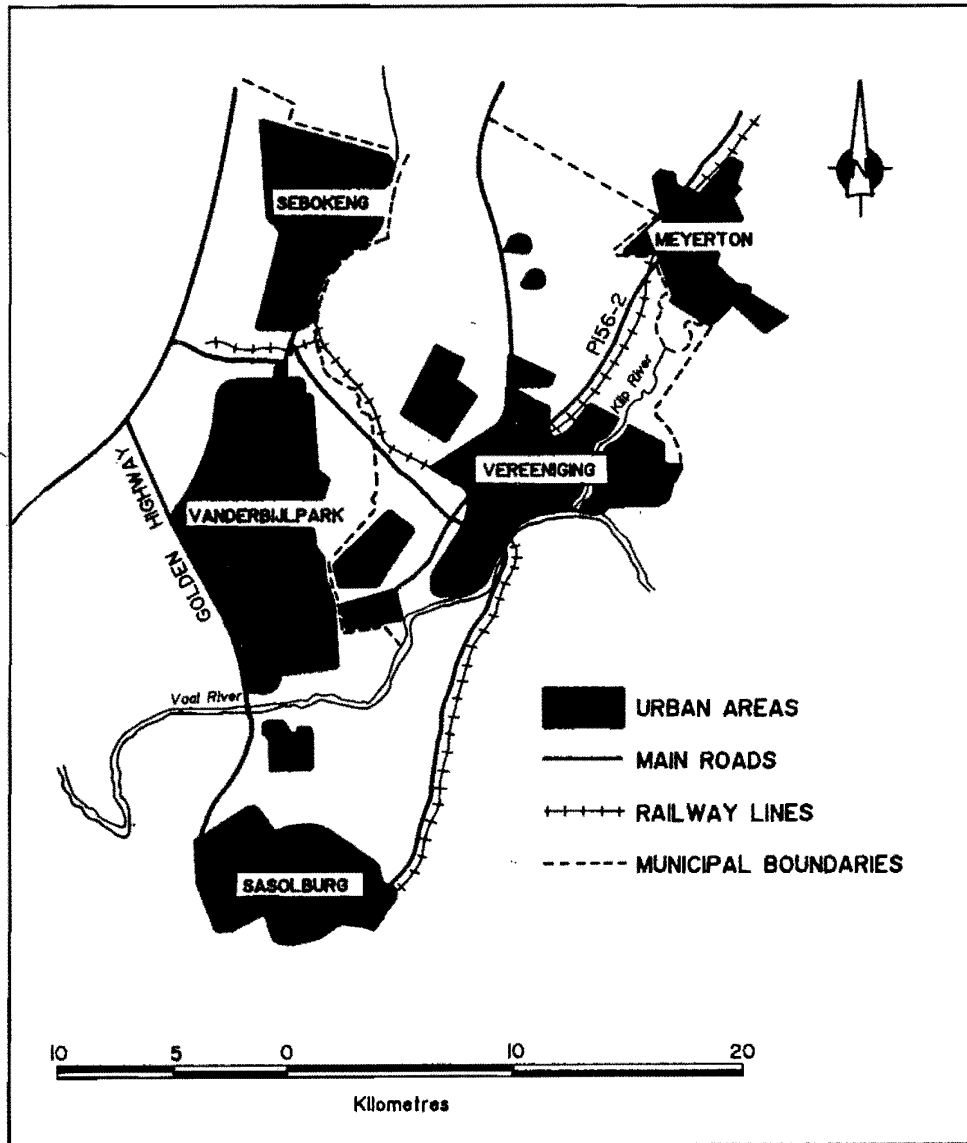 N
SEBOKENG
MEYERTON
P156-2
Klip River
VEREENIGING
GOLDEN HIGHWAY
VANDERBIJLPARK
Vaal River
URBAN AREAS
MAIN ROADS
RAILWAY LINES
MUNICIPAL BOUNDARIES
SASOLBURG
10 5 0 10 20
Kilometres